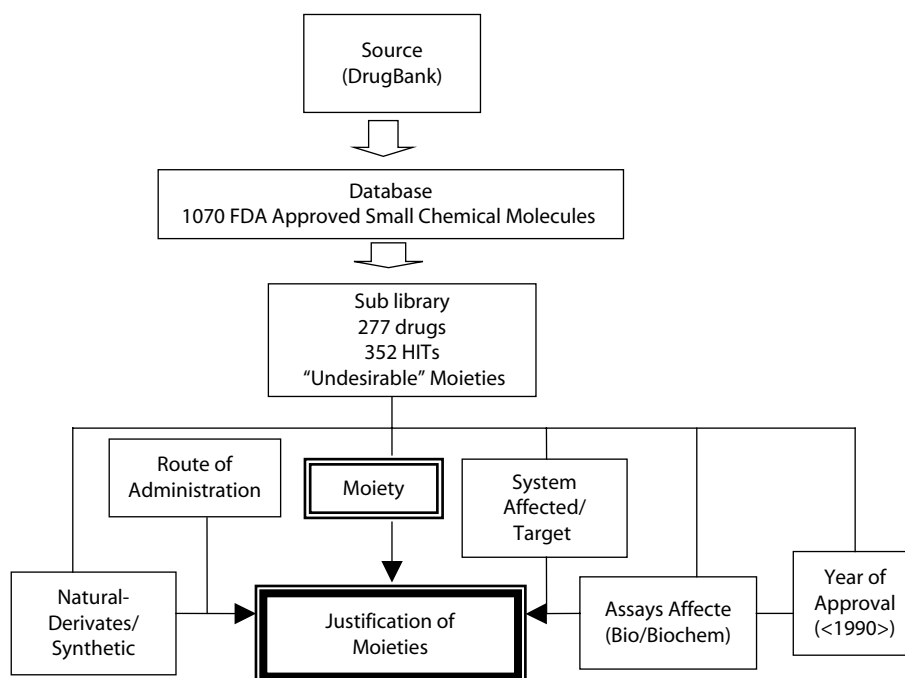 Source
(DrugBank)
Database
1070 FDA Approved Small Chemical Molecules
Sub library
277 drugs
352 HITs
“Undesirable” Moieties
Route of
Administration
Moiety
System
Affected/
Target
Natural-
Derivates/
Synthetic
Justification of
Moieties
Assays Affecte
(Bio/Biochem)
Year of
Approval
(<1990>)